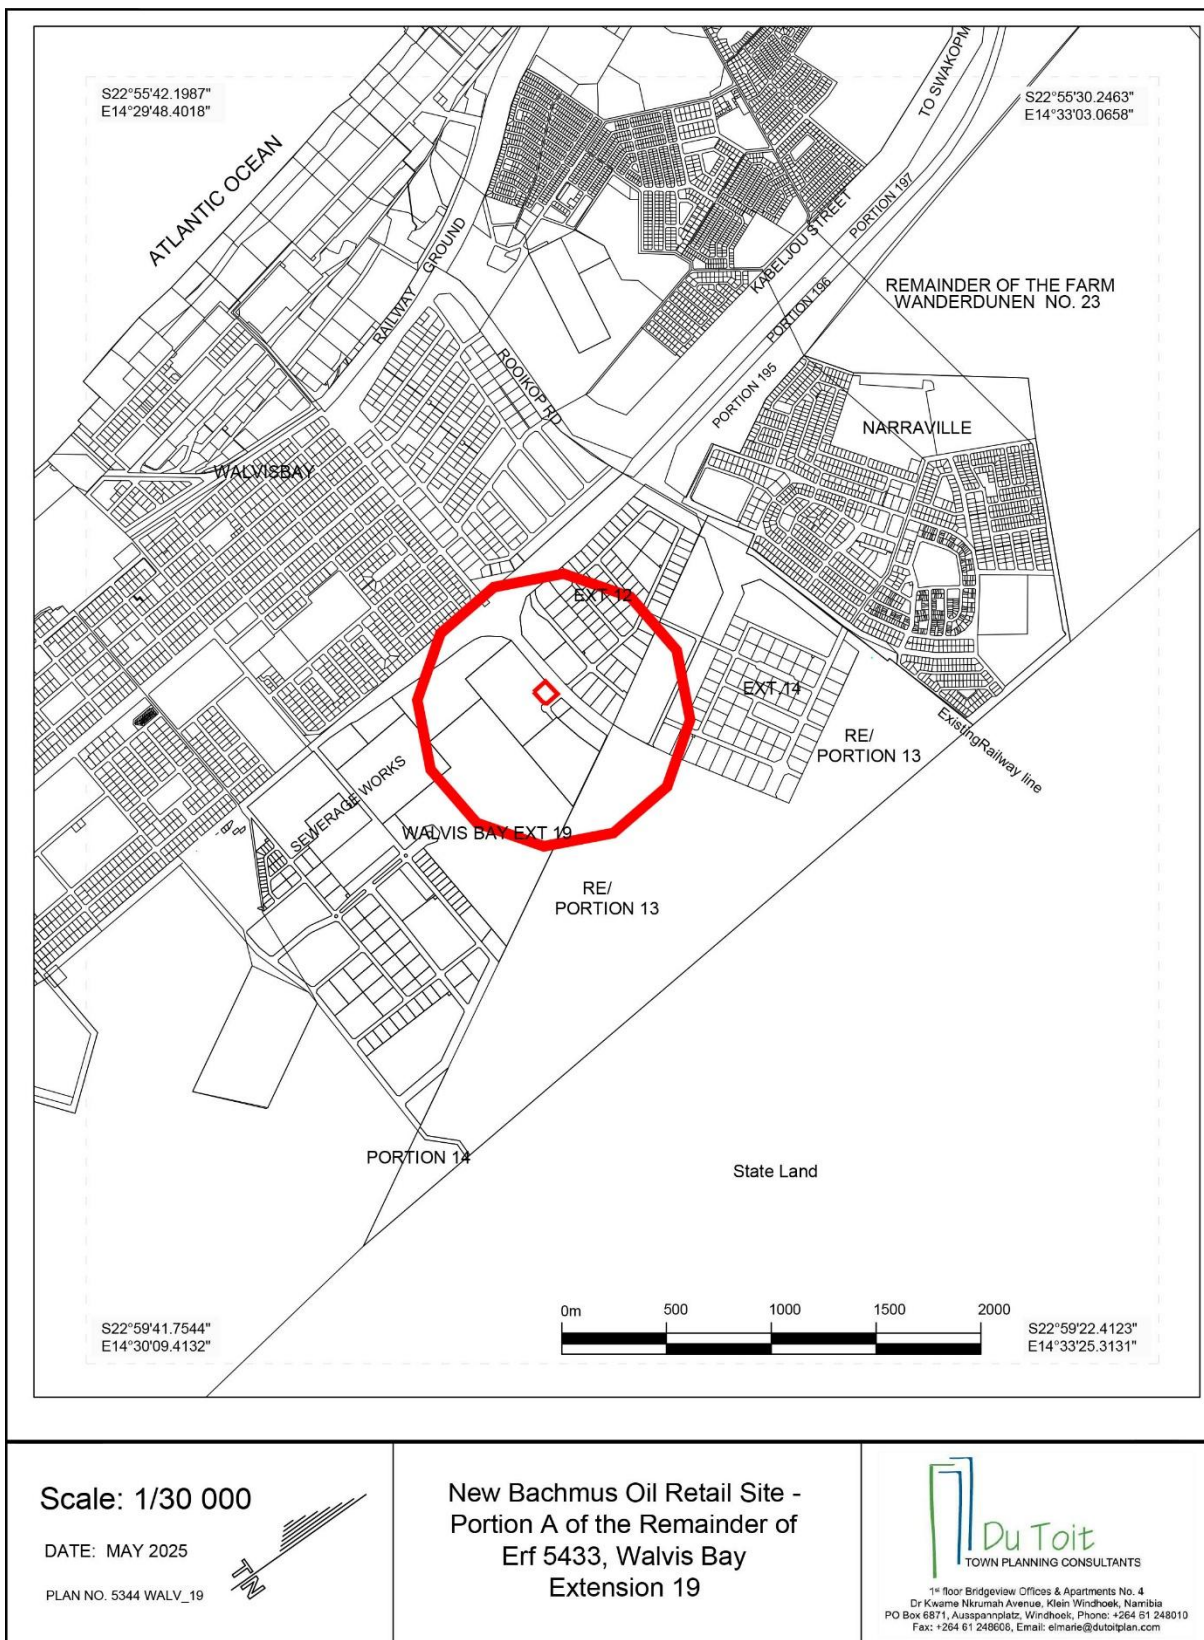 S22°55'42.1987"
E14°29'48.4018"
S22°55'30.2463"
E14°33'03.0658"
TO SWAKOPM
ATLANTIC OCEAN
RAILWAY GROUND
KABELJOU STREET
PORTION 197
PORTION 196
PORTION 195
REMAINDER OF THE FARM
WANDERDUNEN NO. 23
ROOIKOP RD
NARRAVILLE
WALVISBAY
EXT 12
EXT 14
RE/
PORTION 13
ExistingRailway line
SEWERAGE WORKS
WALVIS BAY EXT 19
RE/
PORTION 13
PORTION 14
State Land
0m 500 1000 1500 2000
S22°59'41.7544"
E14°30'09.4132"
S22°59'22.4123"
E14°33'25.3131"
Scale: 1/30 000
DATE: MAY 2025
PLAN NO. 5344 WALV_19
TN
New Bachmus Oil Retail Site -
Portion A of the Remainder of
Erf 5433, Walvis Bay
Extension 19
Du Toit
TOWN PLANNING CONSULTANTS
1st floor Bridgeview Offices & Apartments No. 4
Dr Kwame Nkrumah Avenue, Klein Windhoek, Namibia
PO Box 6871, Ausspannplatz, Windhoek, Phone: +264 61 248010
Fax: +264 61 248608, Email: elmarie@dutoitplan.com